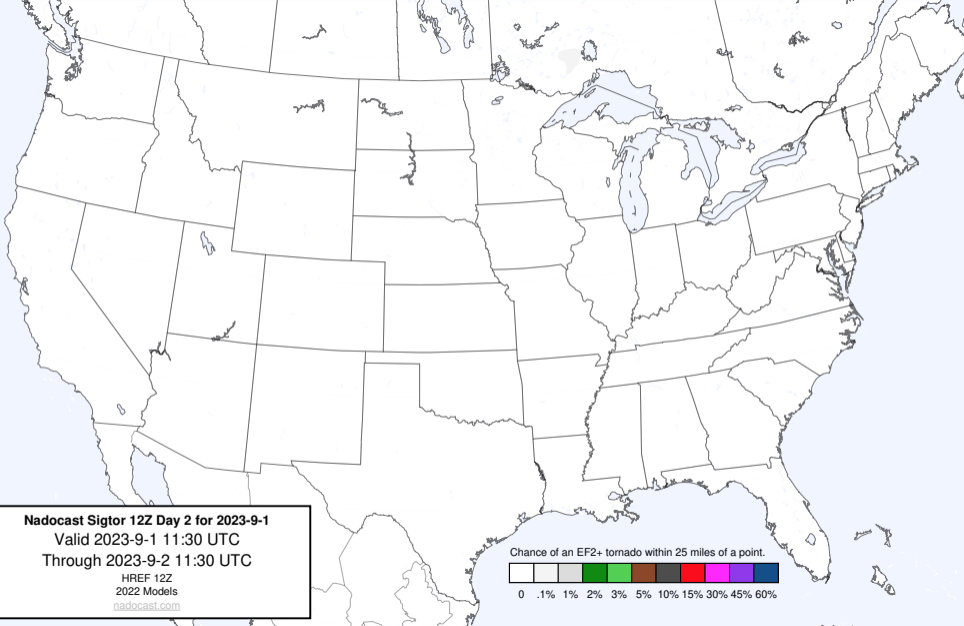 Nadocast Sigtor 12Z Day 2 for 2023-9-1
Valid 2023-9-1 11:30 UTC
Through 2023-9-2 11:30 UTC
HREF 12Z
2022 Models
nadocast.com
Chance of an EF2+ tornado within 25 miles of a point.
0 .1% 1% 2% 3% 5% 10% 15% 30% 45% 60%